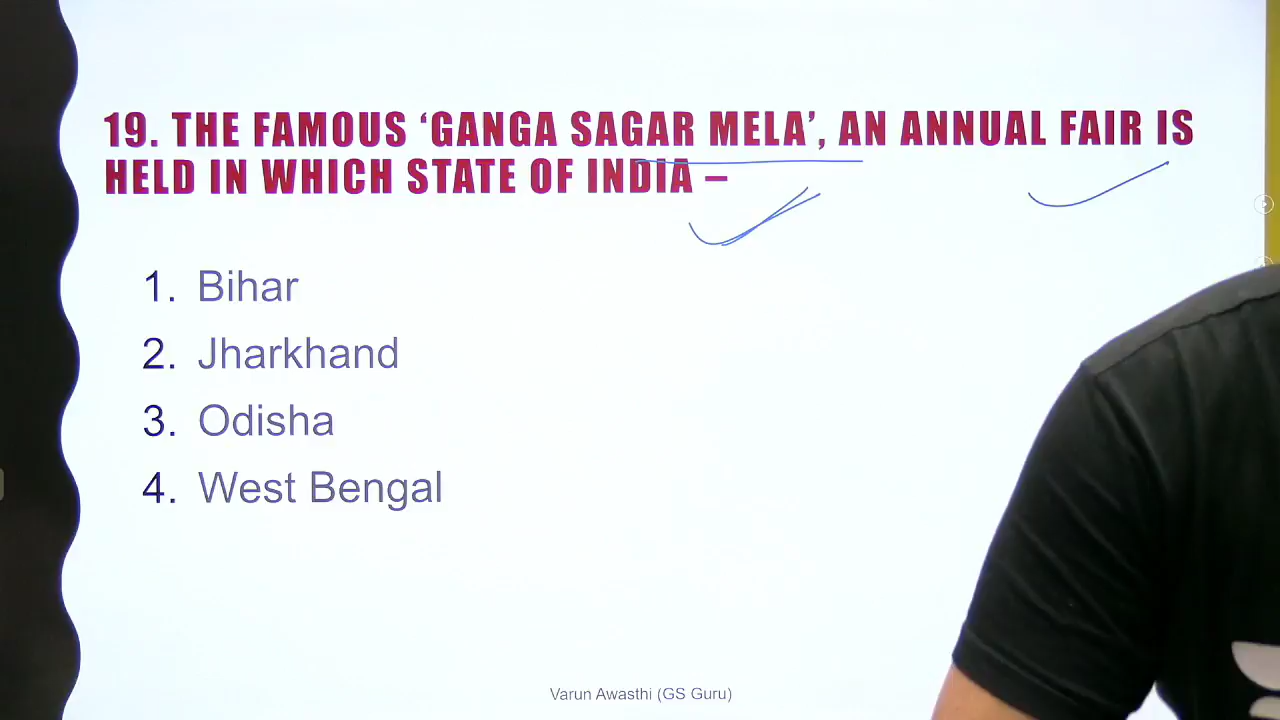 19. THE FAMOUS ‘GANGA SAGAR MELA’, AN ANNUAL FAIR IS
HELD IN WHICH STATE OF INDIA –
1. Bihar
2. Jharkhand
3. Odisha
4. West Bengal
Varun Awasthi (GS Guru)